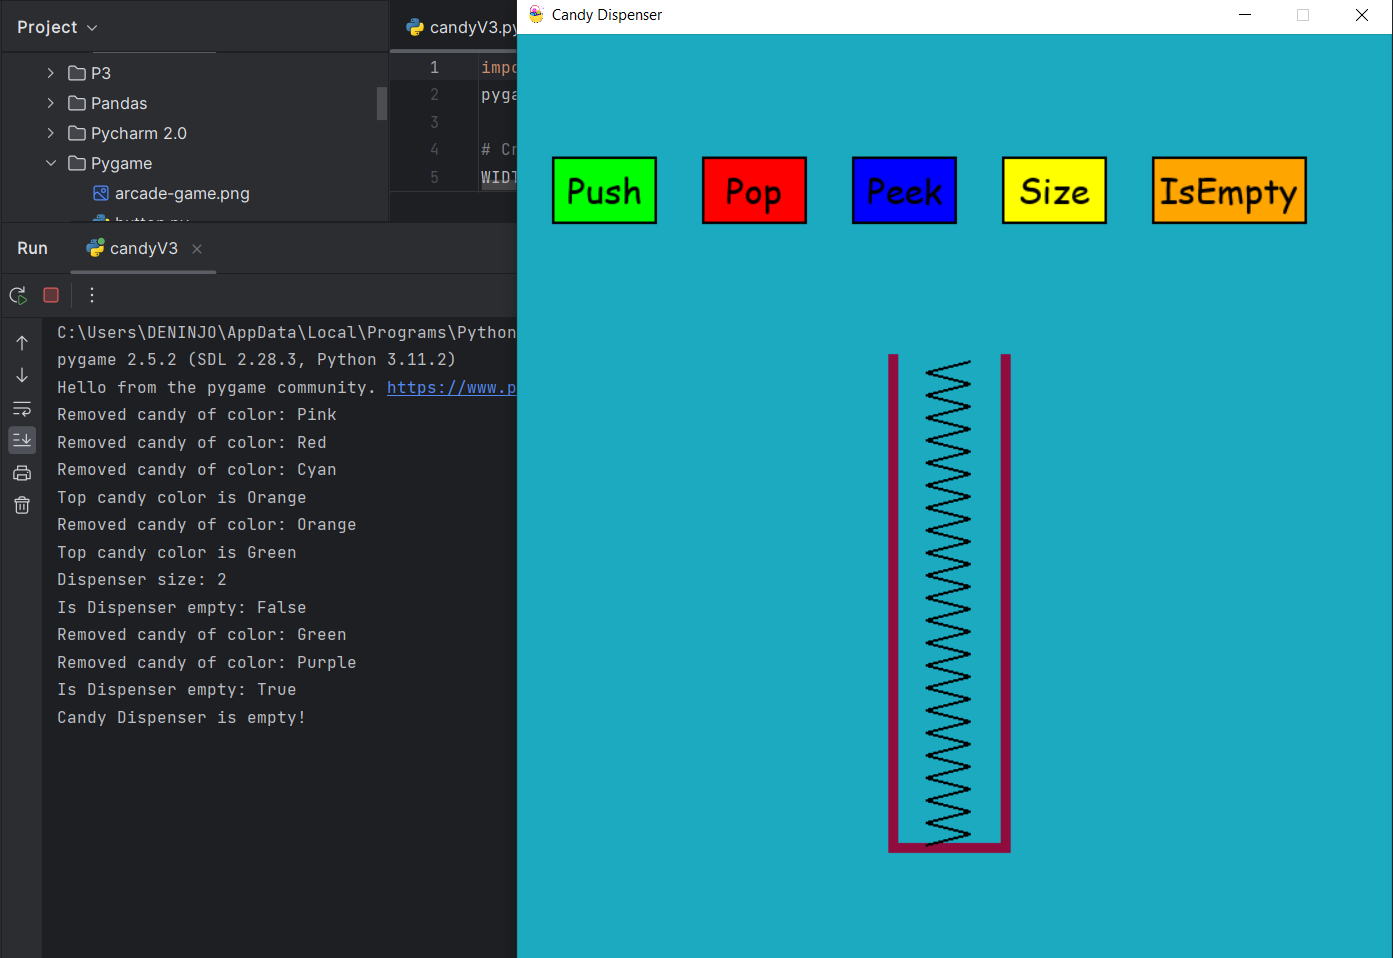 Project
candyV3.py
P3
Pandas
Pycharm 2.0
Pygame
arcade-game.png
1
2
3
4 # Cr
5
Run
candyV3
C:\Users\DENINJO\AppData\Local\Programs\Python
pygame 2.5.2 (SDL 2.28.3, Python 3.11.2)
Hello from the pygame community. https://www.p
Removed candy of color: Pink
Removed candy of color: Red
Removed candy of color: Cyan
Top candy color is Orange
Removed candy of color: Orange
Top candy color is Green
Dispenser size: 2
Is Dispenser empty: False
Removed candy of color: Green
Removed candy of color: Purple
Is Dispenser empty: True
Candy Dispenser is empty!
Candy Dispenser
Push Pop Peek Size IsEmpty